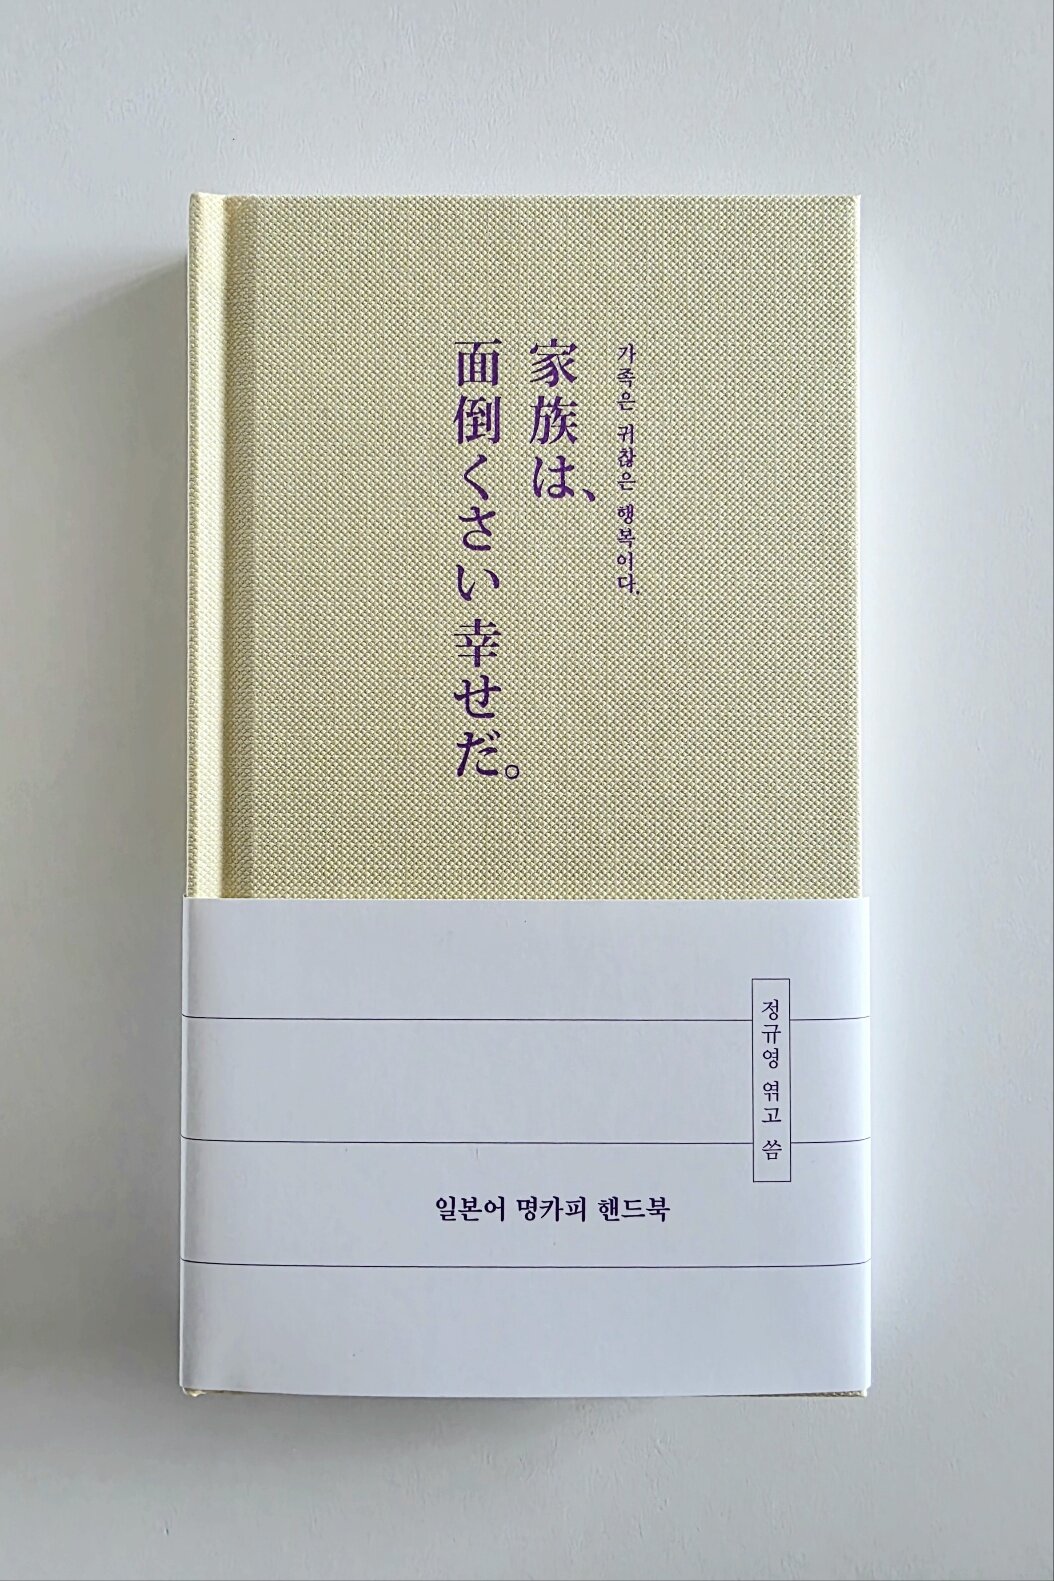 가족은 귀찮은 행복이다.
家族は、
面倒くさい幸せだ。
정규영 엮고 씀
일본어 명카피 핸드북